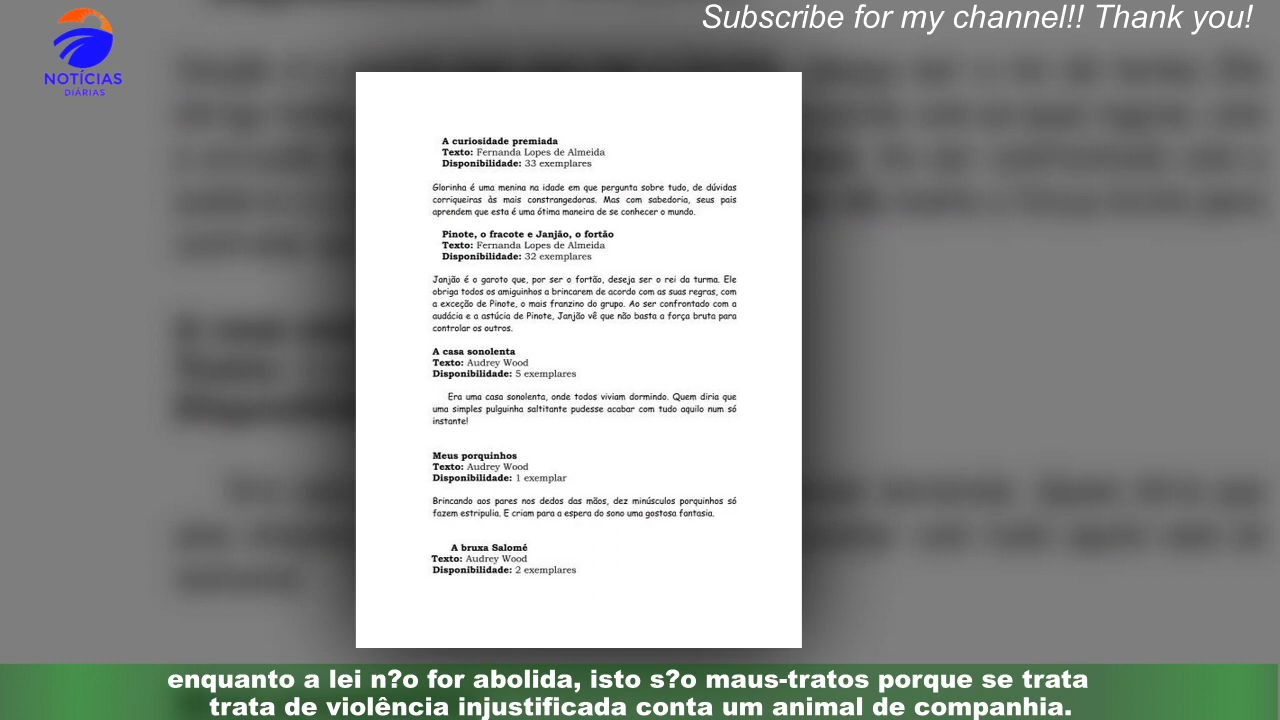 Subscribe for my channel!! Thank you!
NOTÍCIAS
DIÁRIAS
A curiosidade premiada
Texto: Fernanda Lopes de Almeida
Disponibilidade: 33 exemplares
Glorinha é uma menina na idade em que pergunta sobre tudo, de dúvidas
corriqueiras às mais constrangedoras. Mas com sabedoria, seus pais
aprendem que esta é uma ótima maneira de se conhecer o mundo.
Pinote, o fracote e Janjão, o fortão
Texto: Fernanda Lopes de Almeida
Disponibilidade: 32 exemplares
Janjão é o garoto que, por ser o fortão, deseja ser o rei da turma. Ele
obriga todos os amiguinhos a brincarem de acordo com as suas regras, com
a exceção de Pinote, o mais franzino do grupo. Ao ser confrontado com a
audácia e a astúcia de Pinote, Janjão vê que não basta a força bruta para
controlar os outros.
A casa sonolenta
Texto: Audrey Wood
Disponibilidade: 5 exemplares
Era uma casa sonolenta, onde todos viviam dormindo. Quem diria que
uma simples pulguinha saltitante pudesse acabar com tudo aquilo num só
instante!
Meus porquinhos
Texto: Audrey Wood
Disponibilidade: 1 exemplar
Brincando aos pares nos dedos das mãos, dez minúsculos porquinhos só
fazem estripulia. E criam para a espera do sono uma gostosa fantasia.
A bruxa Salomé
Texto: Audrey Wood
Disponibilidade: 2 exemplares
enquanto a lei n?o for abolida, isto s?o maus-tratos porque se trata
trata de violência injustificada conta um animal de companhia.